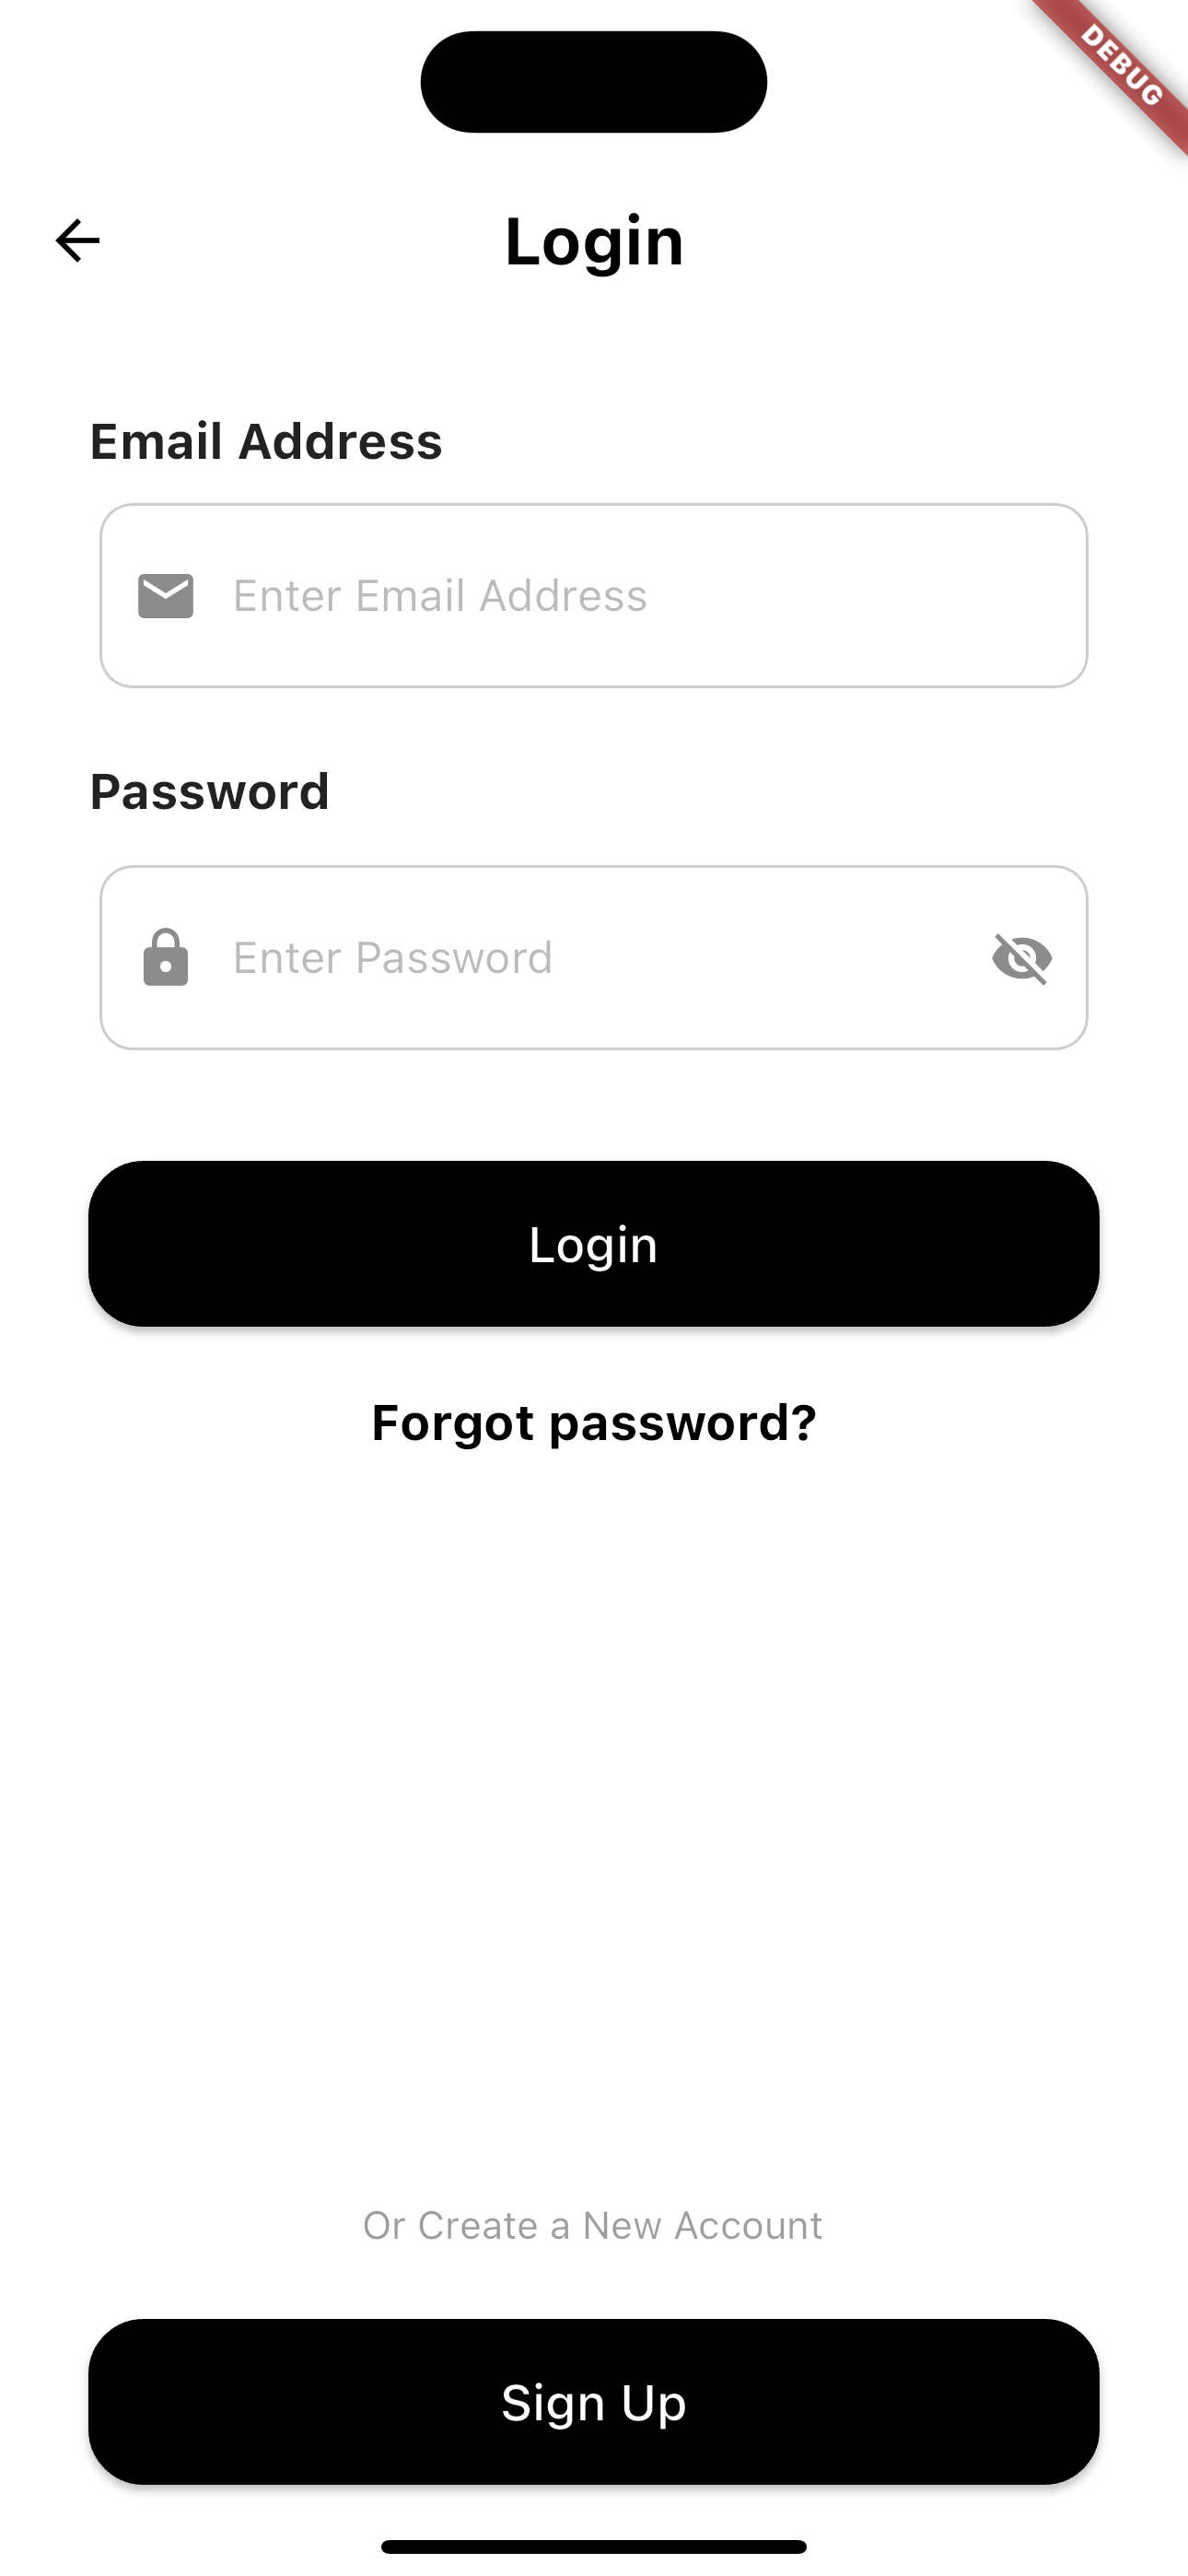 DEBUG
Login
Email Address
Enter Email Address
Password
Enter Password
Login
Forgot password?
Or Create a New Account
Sign Up